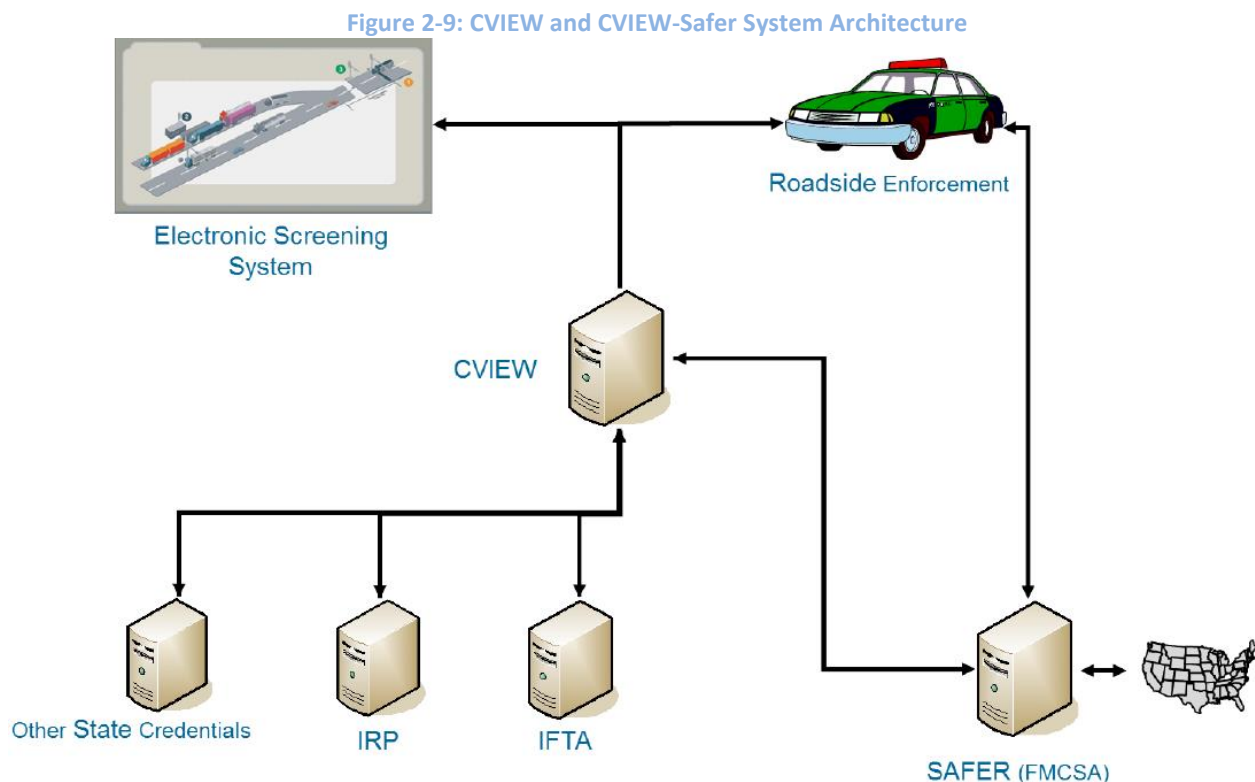 Figure 2-9: CVIEW and CVIEW-Safer System Architecture
Electronic Screening
System
Roadside Enforcement
CVIEW
Other State Credentials
IRP
IFTA
SAFER (FMCSA)